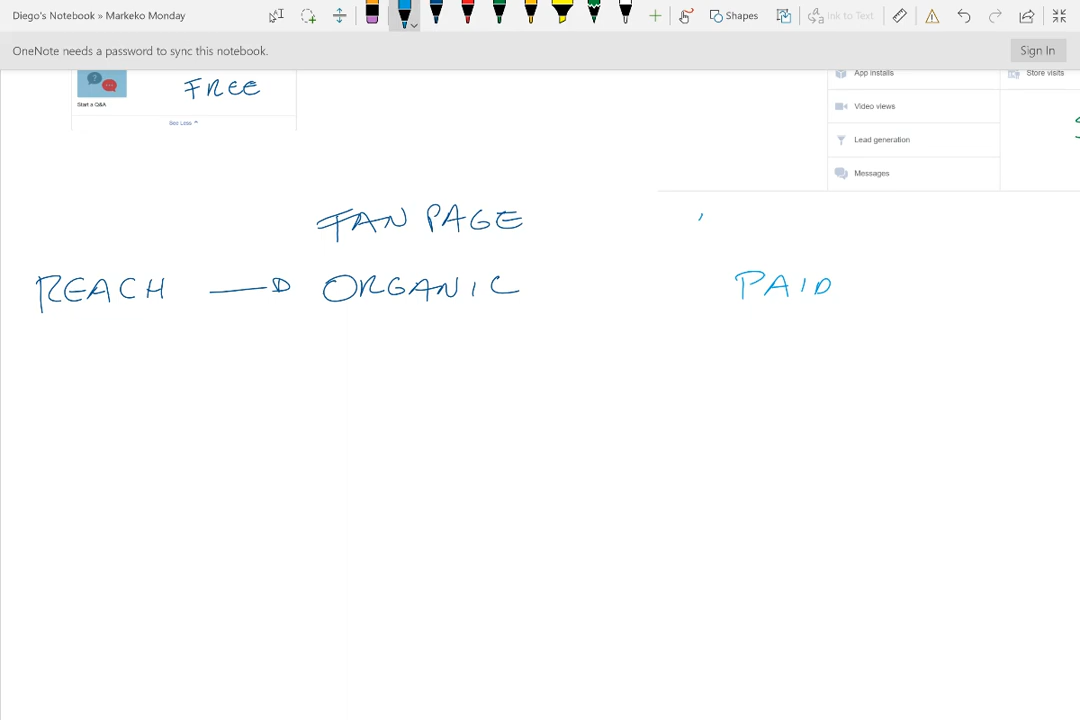 Diego's Notebook » Markeko Monday
Shapes
Ink to Text
OneNote needs a password to sync this notebook.
Sign In
FREE
Start a Q&A
See Less ^
App installs
Store visits
Video views
Lead generation
Messages
FAN PAGE
REACH → ORGANIC PAID